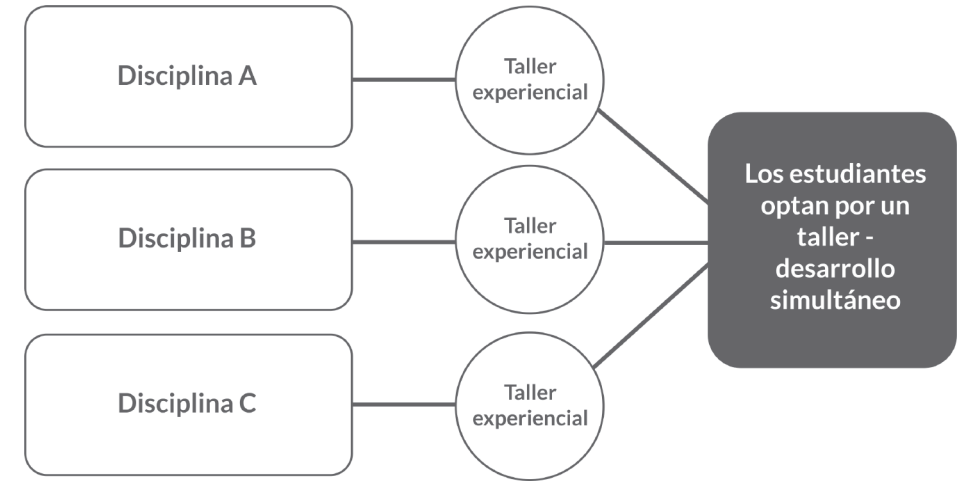 Disciplina A
Taller
experiencial
Disciplina B
Taller
experiencial
Disciplina C
Taller
experiencial
Los estudiantes
optan por un
taller -
desarrollo
simultáneo